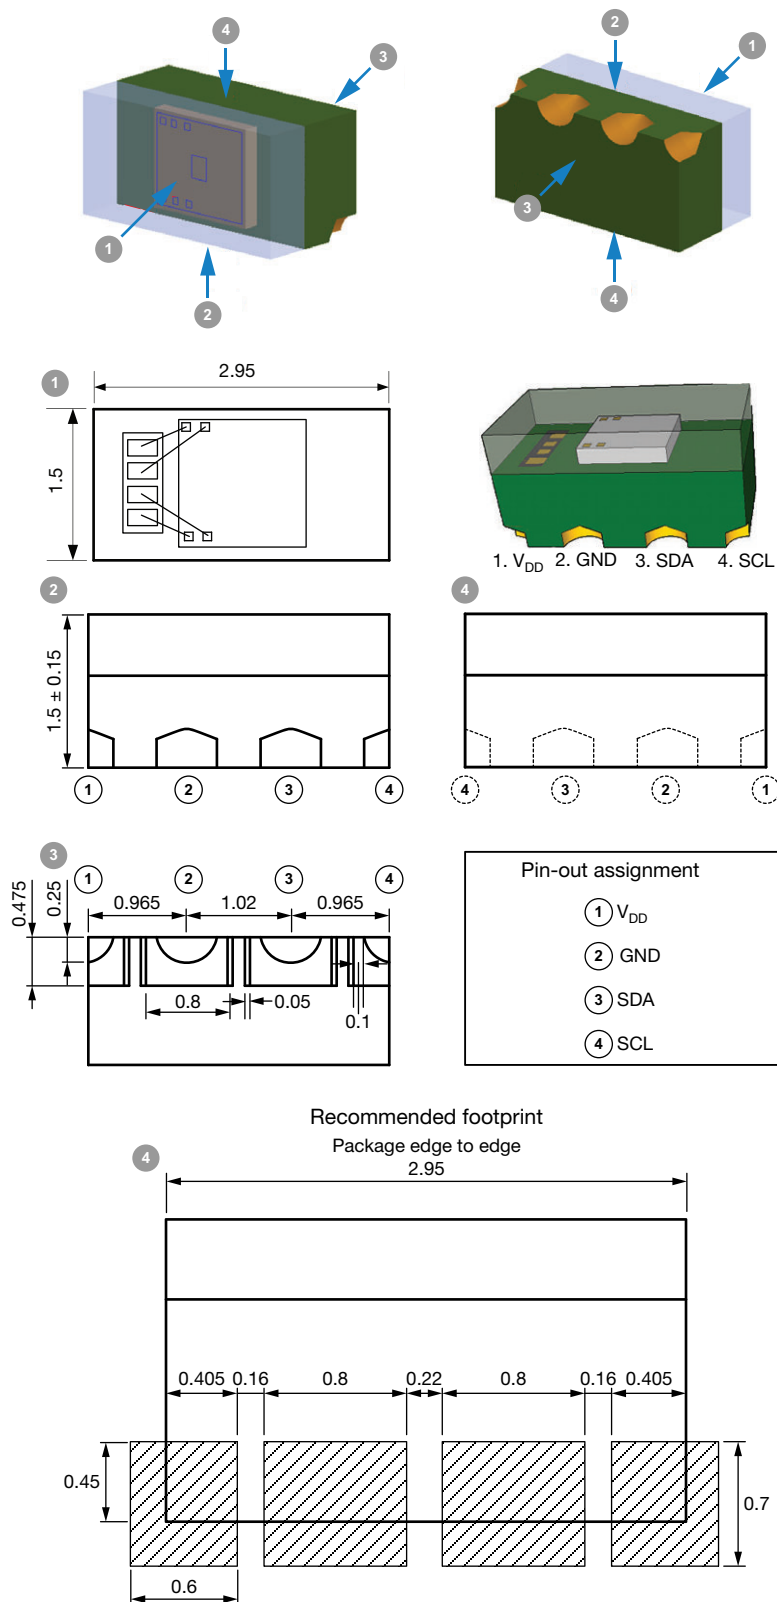 4
3
2
1
1
3
1
2
4
1
2.95
1.5
1. VDD 2. GND 3. SDA 4. SCL
2
4
1.5 ± 0.15
1 2 3 4
4 3 2 1
3
1 2 3 4
0.475
0.25
0.965 1.02 0.965
0.8 0.05
0.1
Pin-out assignment
1 VDD
2 GND
3 SDA
4 SCL
Recommended footprint
Package edge to edge
4
2.95
0.405 0.16 0.8 0.22 0.8 0.16 0.405
0.45
0.7
0.6